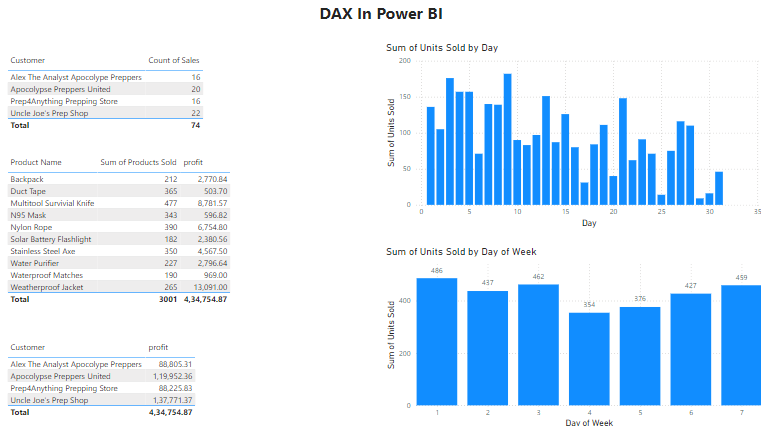 DAX In Power BI
Customer Count of Sales
Alex The Analyst Apocolype Preppers 16
Apocolypse Preppers United 20
Prep4Anything Prepping Store 16
Uncle Joe's Prep Shop 22
Total 74
Product Name Sum of Products Sold profit
Backpack 212 2,770.84
Duct Tape 365 503.70
Multitool Survivial Knife 477 8,781.57
N95 Mask 343 596.82
Nylon Rope 390 6,754.80
Solar Battery Flashlight 182 2,380.56
Stainless Steel Axe 350 4,567.50
Water Purifier 227 2,796.64
Waterproof Matches 190 969.00
Weatherproof Jacket 265 13,091.00
Total 3001 4,34,754.87
Customer profit
Alex The Analyst Apocolype Preppers 88,805.31
Apocolypse Preppers United 1,19,952.36
Prep4Anything Prepping Store 88,225.83
Uncle Joe's Prep Shop 1,37,771.37
Total 4,34,754.87
Sum of Units Sold by Day
Sum of Units Sold
200
150
100
50
0
0 5 10 15 20 25 30 35
Day
Sum of Units Sold by Day of Week
Sum of Units Sold
400
200
0
486 437 462 354 376 427 459
1 2 3 4 5 6 7
Day of Week